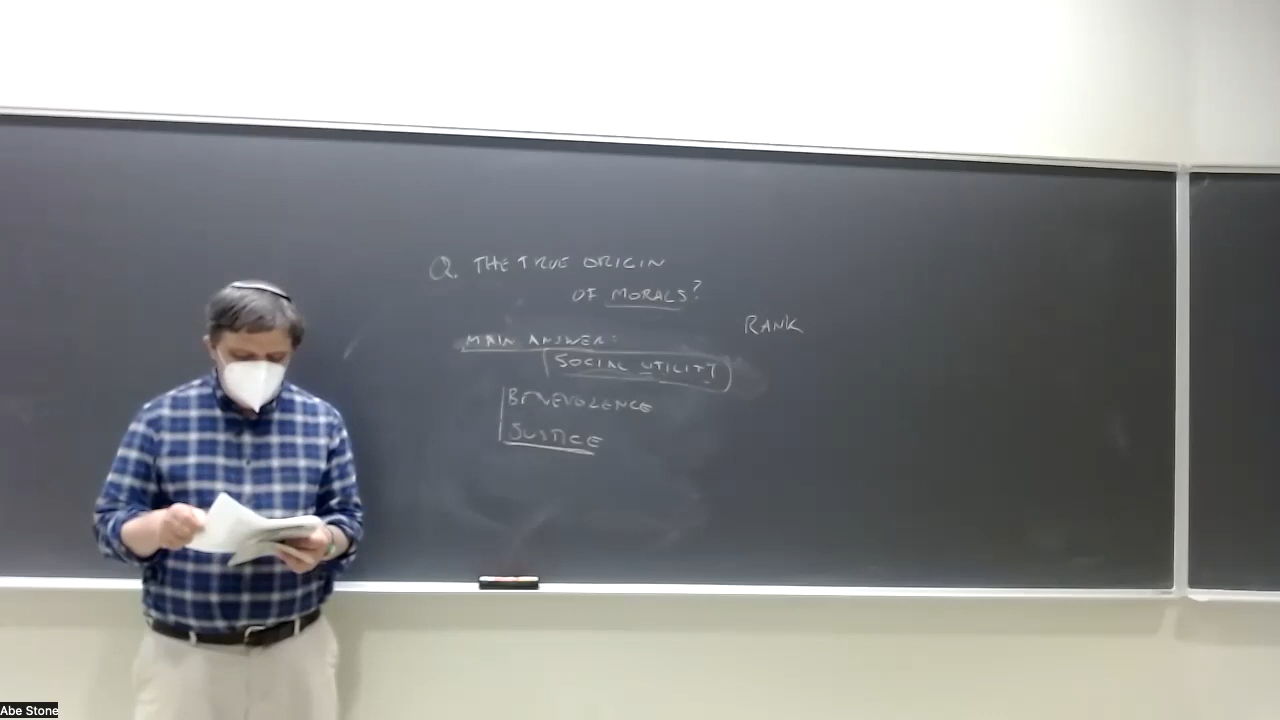 Q. THE TRUE ORIGIN
OF MORALS?
RANK
MAIN ANSWER:
SOCIAL UTILITY
BENEVOLENCE
JUSTICE
Abe Stone